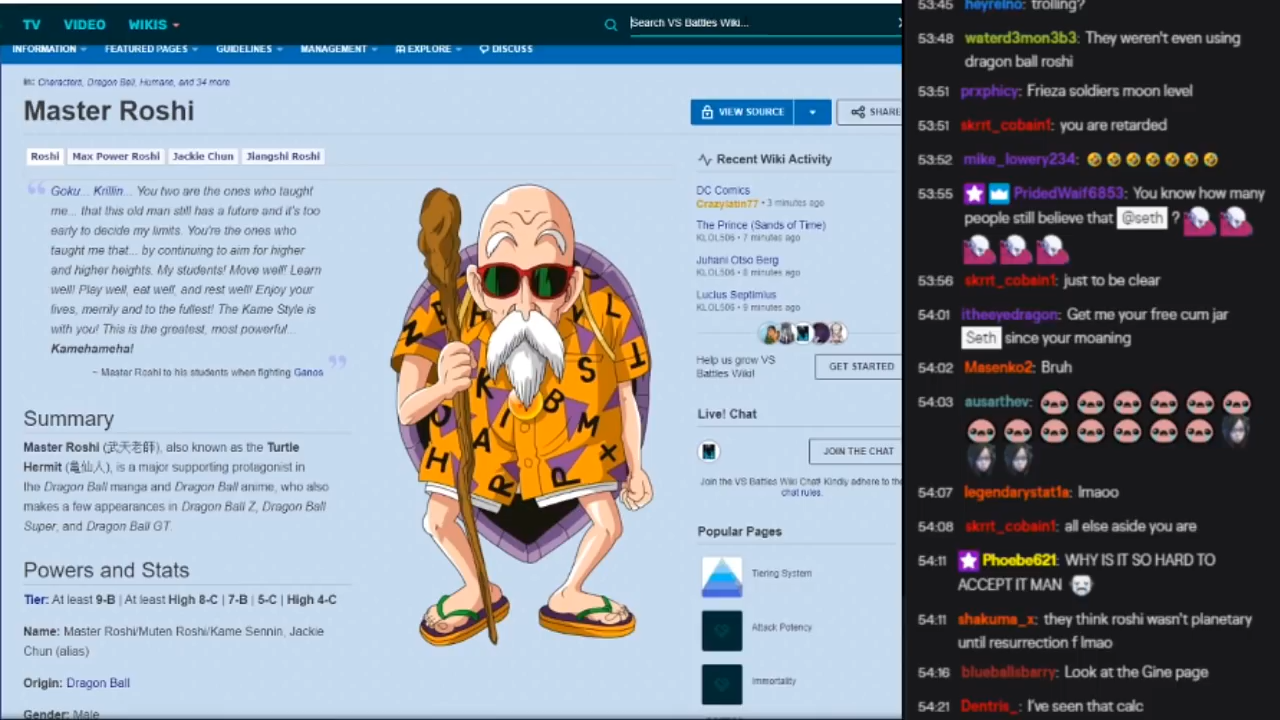 TV VIDEO WIKIS
Search VS Battles Wiki...
INFORMATION FEATURED PAGES GUIDELINES MANAGEMENT EXPLORE DISCUSS
in: Characters, Dragon Ball, Humans, and 34 more
Master Roshi
VIEW SOURCE
SHARE
Roshi Max Power Roshi Jackie Chun Jiangshi Roshi
Goku... Krillin... You two are the ones who taught
me... that this old man still has a future and it's too
early to decide my limits. You're the ones who
taught me that... by continuing to aim for higher
and higher heights. My students! Move well! Learn
well! Play well, eat well, and rest well! Enjoy your
lives, merrily and to the fullest! The Kame Style is
with you! This is the greatest, most powerful...
Kamehameha!
~ Master Roshi to his students when fighting Ganos
Summary
Master Roshi (武天老師), also known as the Turtle
Hermit (亀仙人), is a major supporting protagonist in
the Dragon Ball manga and Dragon Ball anime, who also
makes a few appearances in Dragon Ball Z, Dragon Ball
Super, and Dragon Ball GT.
Powers and Stats
Tier: At least 9-B | At least High 8-C | 7-B | 5-C | High 4-C
Name: Master Roshi/Muten Roshi/Kame Sennin, Jackie
Chun (alias)
Origin: Dragon Ball
Gender: Male
Recent Wiki Activity
DC Comics
Crazylatin77 • 3 minutes ago
The Prince (Sands of Time)
KLOL506 • 7 minutes ago
Juhani Otso Berg
KLOL506 • 8 minutes ago
Lucius Septimius
KLOL506 • 9 minutes ago
Help us grow VS
Battles Wiki!
GET STARTED
Live! Chat
JOIN THE CHAT
Join the VS Battles Wiki Chat! Kindly adhere to the
chat rules.
Popular Pages
Tiering System
Attack Potency
Immortality
53:45 heyreino: trolling?
53:48 waterd3mon3b3: They weren't even using
dragon ball roshi
53:51 prxphicy: Frieza soldiers moon level
53:51 skrrt_cobain1: you are retarded
53:52 mike_lowery234:
53:55 PridedWaif6853: You know how many
people still believe that @seth ?
53:56 skrrt_cobain1: just to be clear
54:01 itheeyedragon: Get me your free cum jar
Seth since your moaning
54:02 Masenko2: Bruh
54:03 ausarthev:
54:07 legendarystat1a: lmaoo
54:08 skrrt_cobain1: all else aside you are
54:11 Phoebe621: WHY IS IT SO HARD TO
ACCEPT IT MAN
54:11 shakuma_x: they think roshi wasn't planetary
until resurrection f lmao
54:16 blueballsbarry: Look at the Gine page
54:21 Dentris_: I've seen that calc